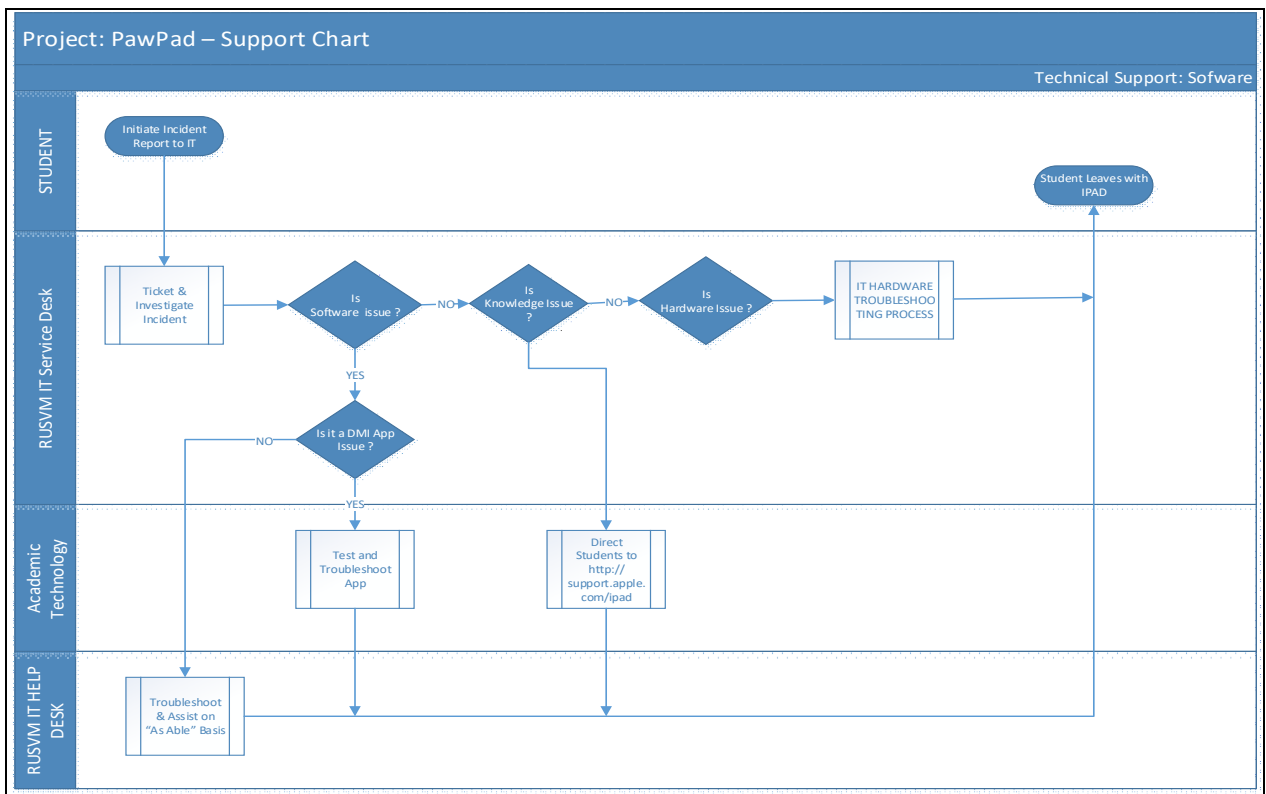 Project: PawPad – Support Chart
Technical Support: Sofware
STUDENT
Initiate Incident
Report to IT
Student Leaves with
IPAD
RUSVM IT Service Desk
Ticket &
Investigate
Incident
Is
Software issue ?
NO
Is
Knowledge Issue
?
NO
Is
Hardware Issue ?
IT HARDWARE
TROUBLESHOO
TING PROCESS
YES
Is it a DMI App
Issue ?
NO
YES
Academic
Technology
Test and
Troubleshoot
App
Direct
Students to
http://
support.apple.
com/ipad
RUSVM IT HELP
DESK
Troubleshoot
& Assist on
“As Able” Basis